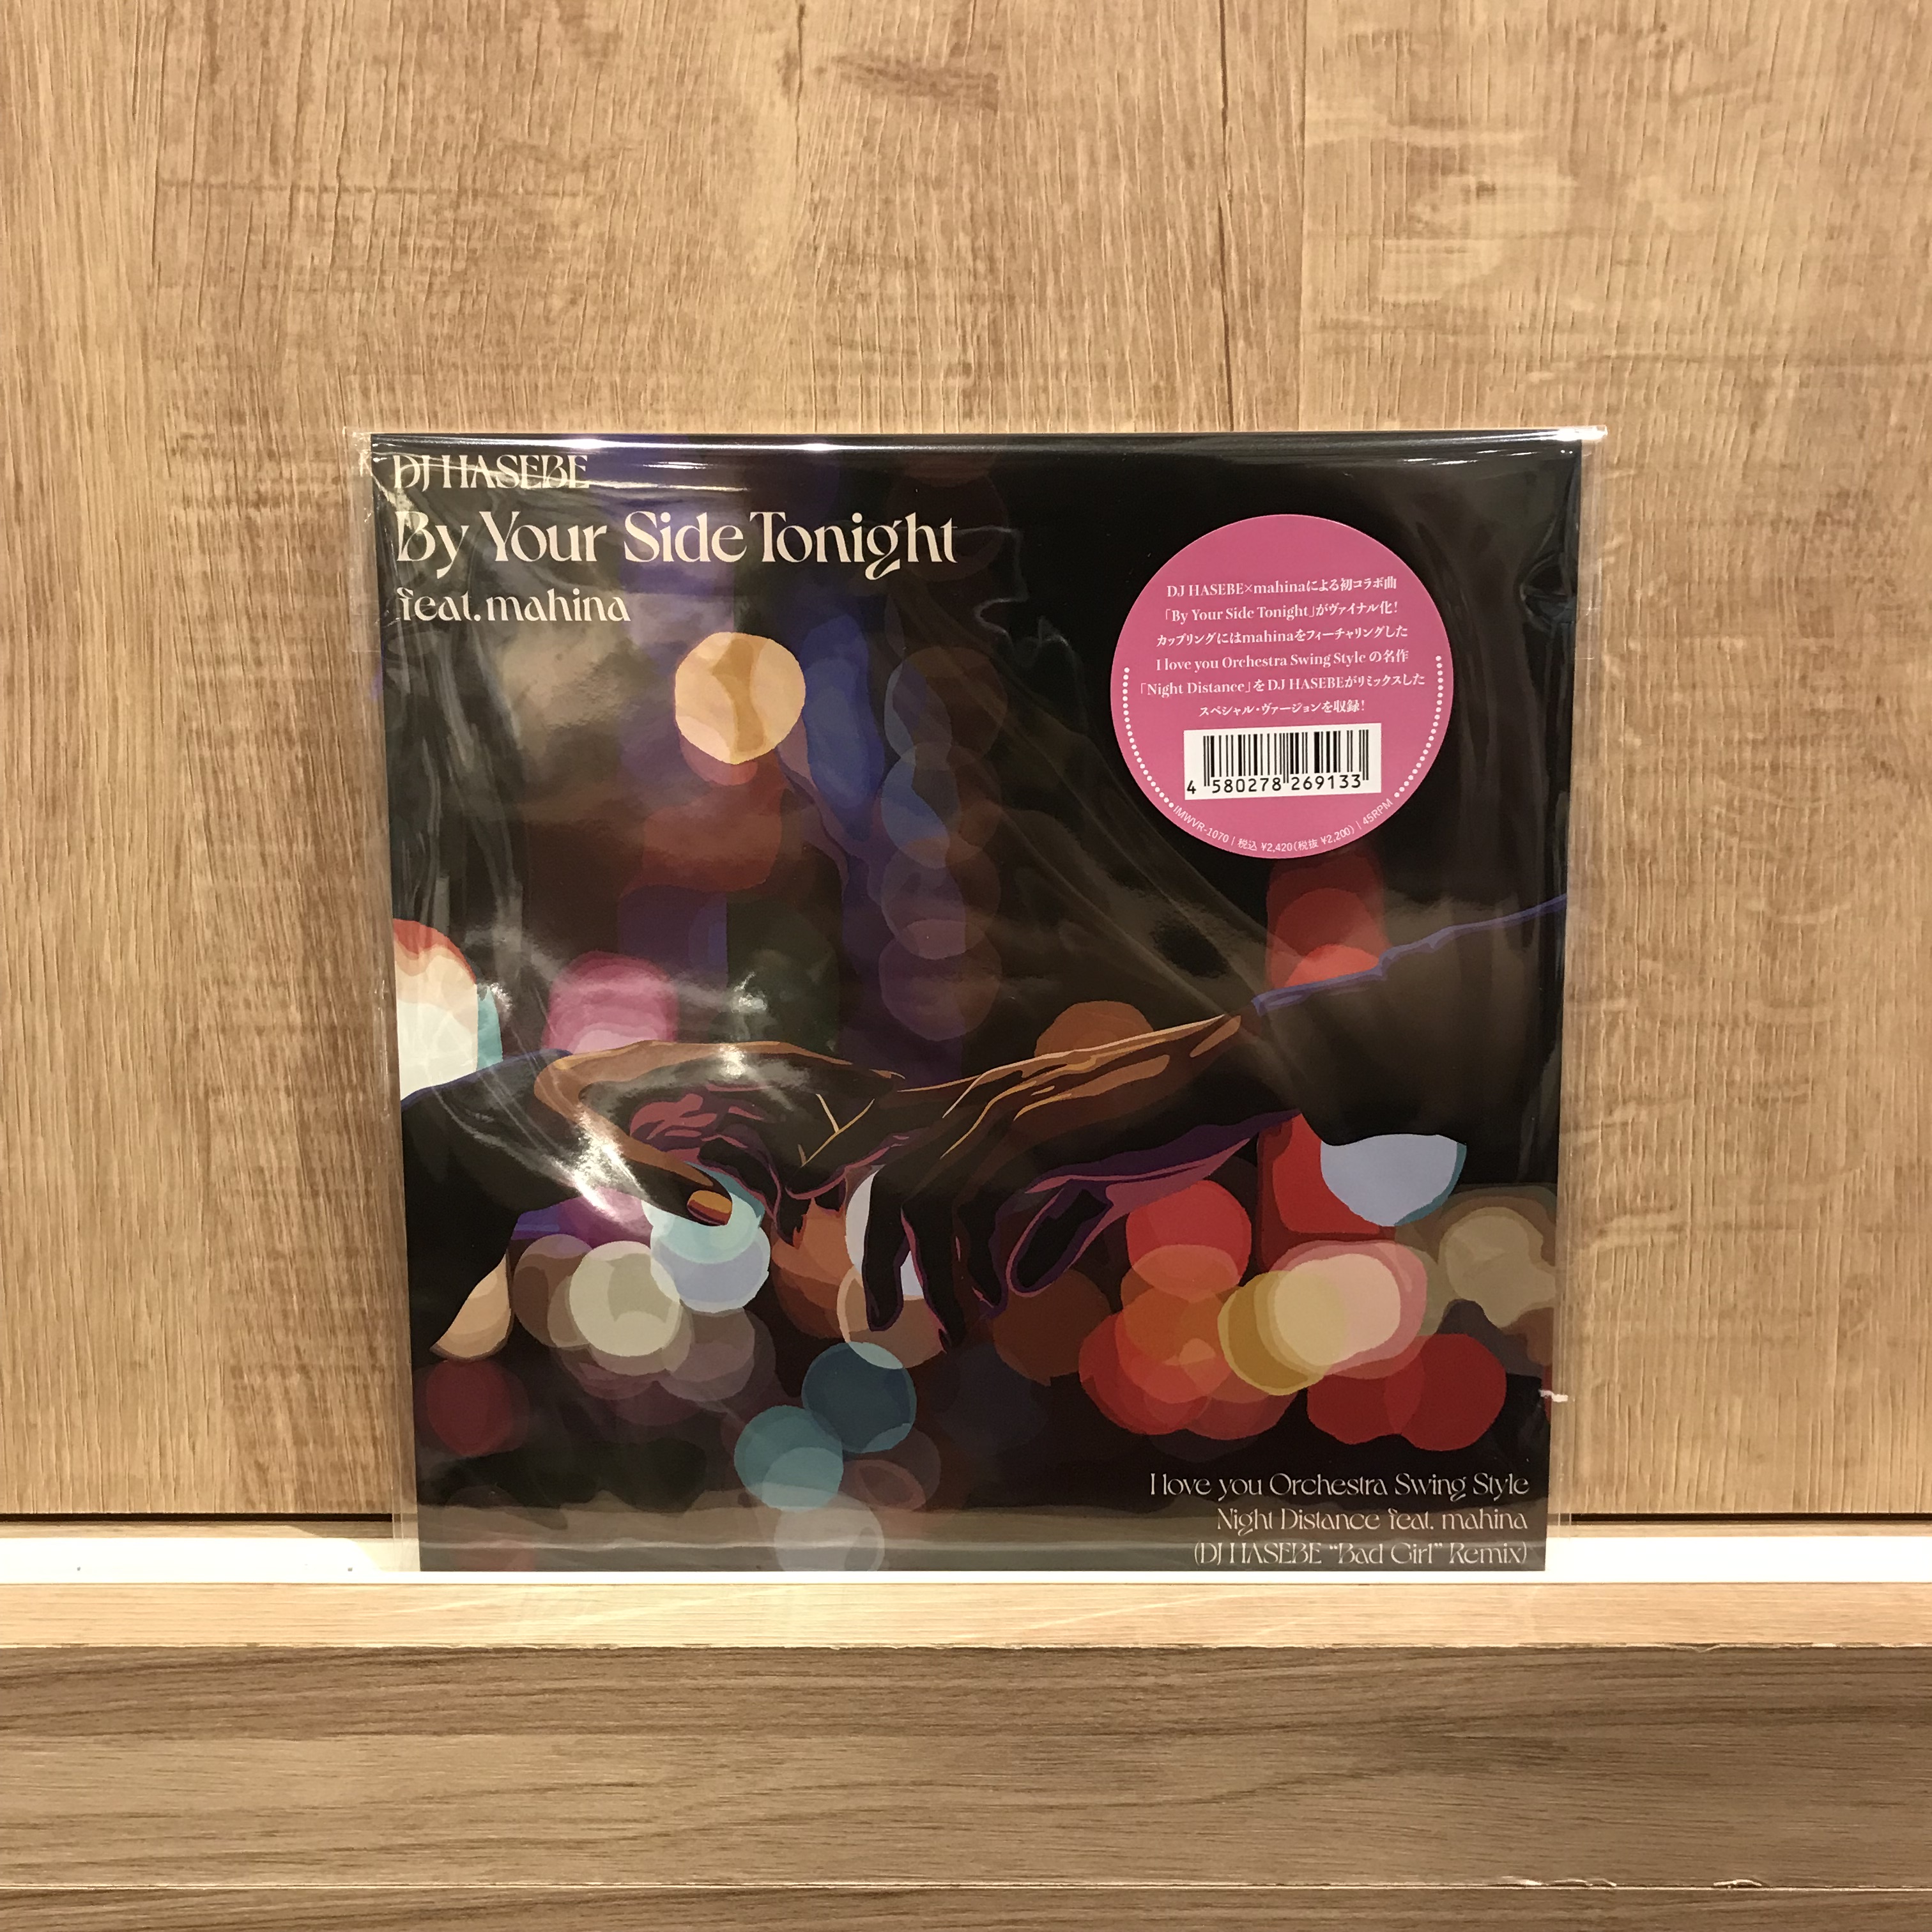 DJ HASEBE
By Your Side Tonight
feat. mahina
DJ HASEBE×mahinaによる初コラボ曲
「By Your Side Tonight」がヴァイナル化!
カップリングにはmahinaをフィーチャリングした
I love you Orchestra Swing Style の名作
「Night Distance」を DJ HASEBEがリミックスした
スペシャル・ヴァージョンを収録!
4 580278 269133
IMWVR-1070 | 税込 ¥2,420(税抜 ¥2,200) | 45RPM
I love you Orchestra Swing Style
Night Distance feat. mahina
(DJ HASEBE “Bad Girl” Remix)